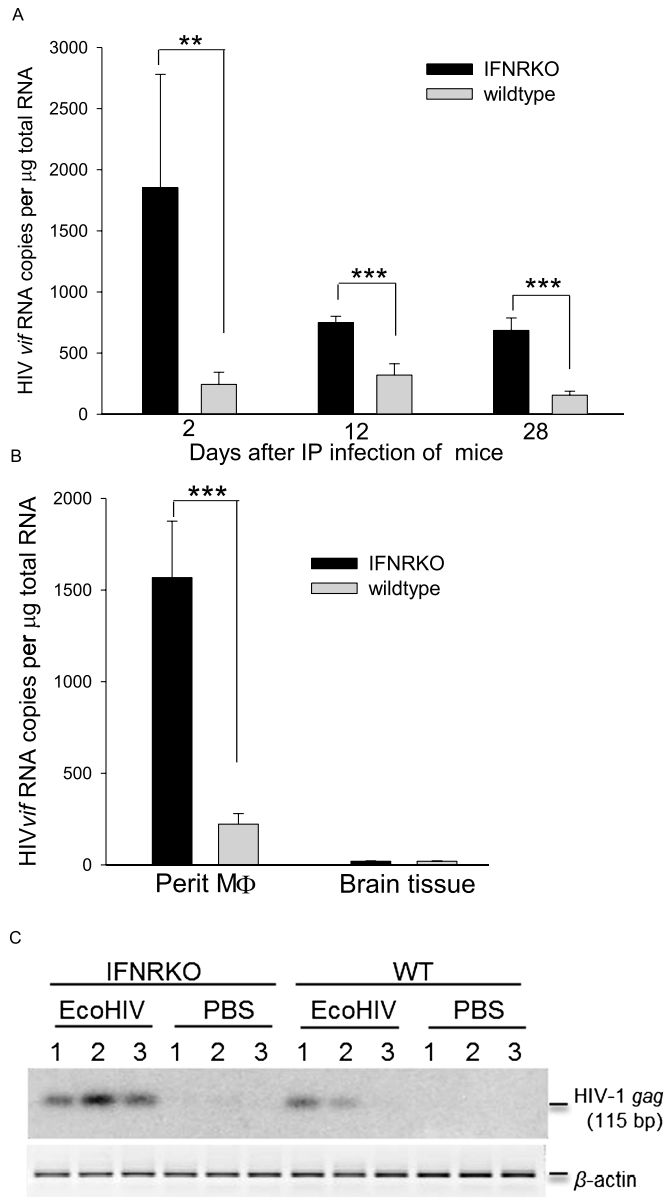 A
3000
2500
2000
1500
1000
500
0
HIV vif RNA copies per µg total RNA
**
***
***
IFNRKO
wildtype
2 12 28
Days after IP infection of mice
B
2000
1500
1000
500
0
HIVvif RNA copies per µg total RNA
***
IFNRKO
wildtype
Perit MΦ Brain tissue
C
IFNRKO WT
EcoHIV PBS EcoHIV PBS
1 2 3 1 2 3 1 2 3 1 2 3
HIV-1 gag
(115 bp)
β-actin